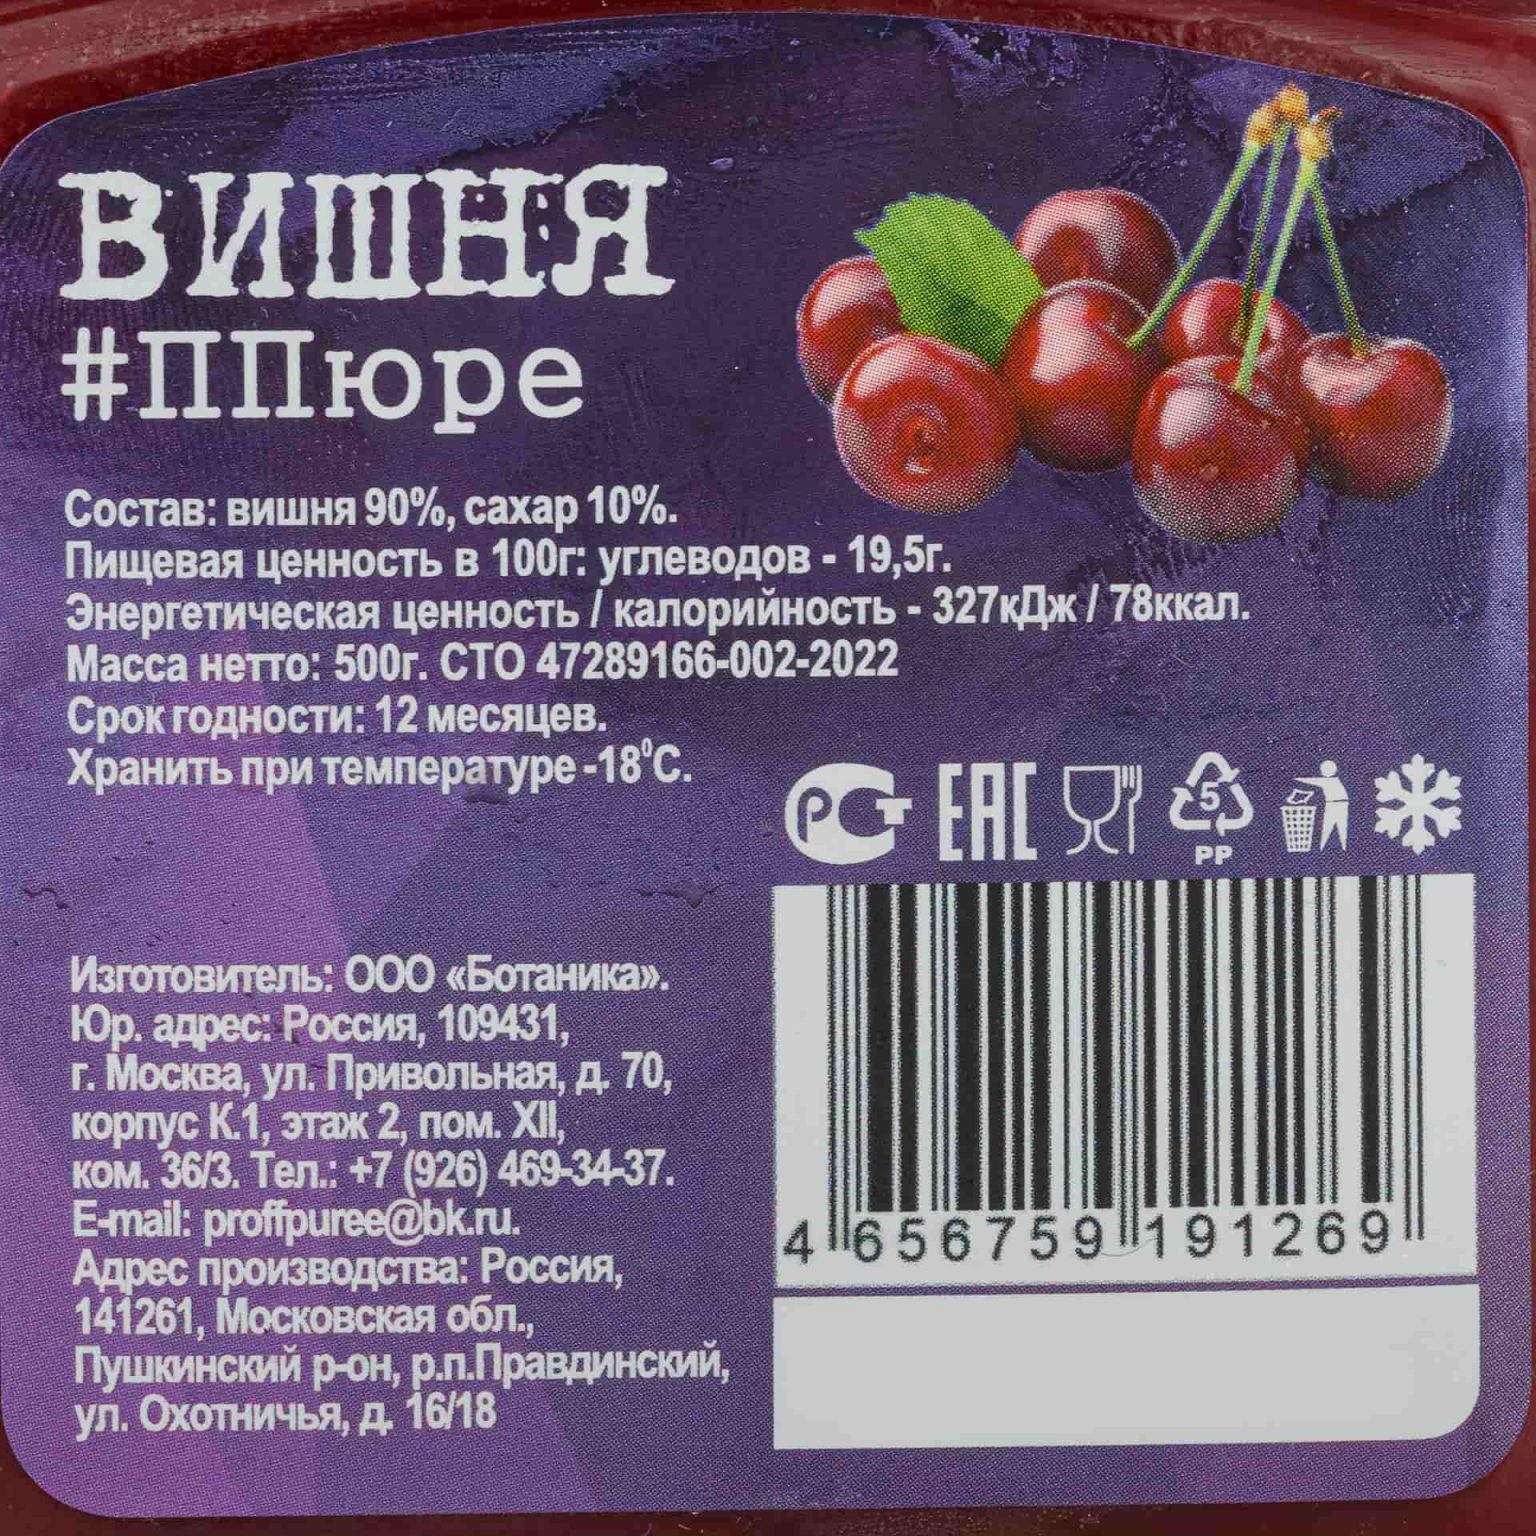 ВИШНЯ
#ППюре
Состав: вишня 90%, сахар 10%.
Пищевая ценность в 100г: углеводов - 19,5г.
Энергетическая ценность / калорийность - 327кДж / 78ккал.
Масса нетто: 500г. СТО 47289166-002-2022
Срок годности: 12 месяцев.
Хранить при температуре -18⁰С.
РСТ ЕАС 5 PP
Изготовитель: ООО «Ботаника».
Юр. адрес: Россия, 109431,
г. Москва, ул. Привольная, д. 70,
корпус К.1, этаж 2, пом. XII,
ком. 36/3. Тел.: +7 (926) 469-34-37.
E-mail: proffpuree@bk.ru.
Адрес производства: Россия,
141261, Московская обл.,
Пушкинский р-он, р.п.Правдинский,
ул. Охотничья, д. 16/18
4 656759 191269